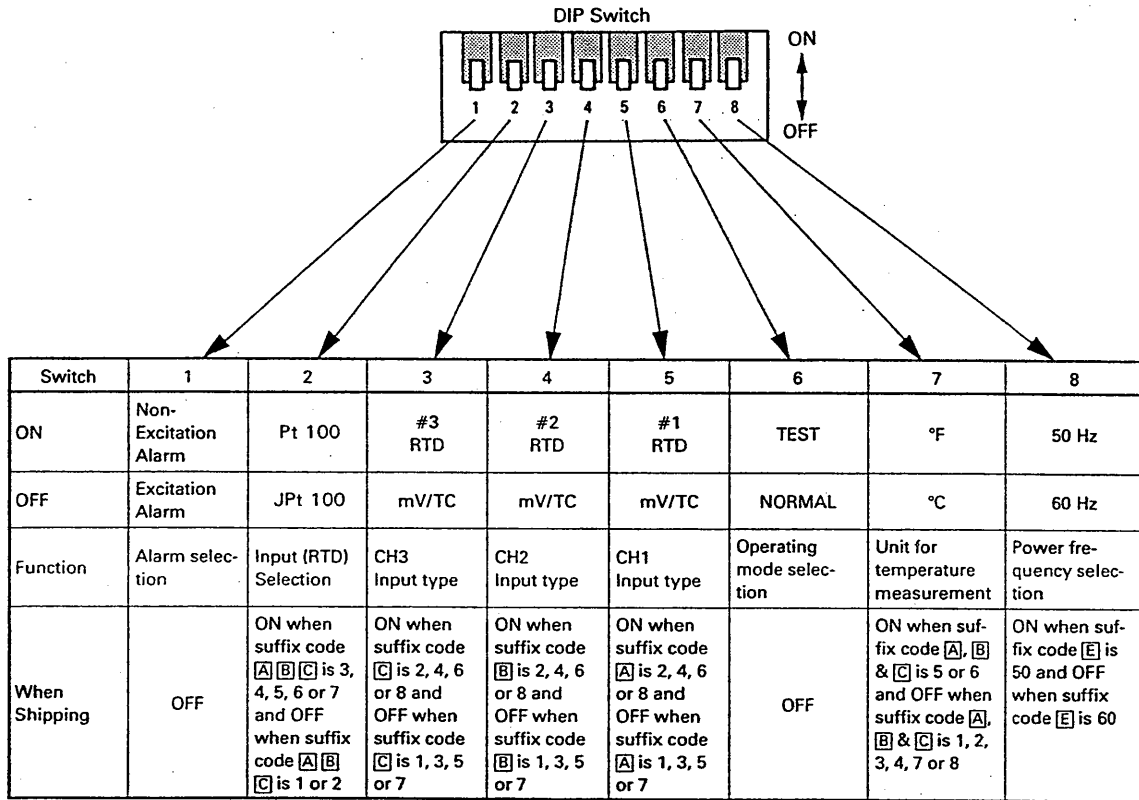 DIP Switch
ON
OFF
1 2 3 4 5 6 7 8
Switch 1 2 3 4 5 6 7 8
ON
Non-
Excitation
Alarm
Pt 100
#3
RTD
#2
RTD
#1
RTD
TEST
°F
50 Hz
OFF
Excitation
Alarm
JPt 100
mV/TC
mV/TC
mV/TC
NORMAL
°C
60 Hz
Function
Alarm selec-
tion
Input (RTD)
Selection
CH3
Input type
CH2
Input type
CH1
Input type
Operating
mode selec-
tion
Unit for
temperature
measurement
Power fre-
quency selec-
tion
When
Shipping
OFF
ON when
suffix code
A B C is 3,
4, 5, 6 or 7
and OFF
when suffix
code A B
C is 1 or 2
ON when
suffix code
C is 2, 4, 6
or 8 and
OFF when
suffix code
C is 1, 3, 5
or 7
ON when
suffix code
B is 2, 4, 6
or 8 and
OFF when
suffix code
B is 1, 3, 5
or 7
ON when
suffix code
A is 2, 4, 6
or 8 and
OFF when
suffix code
A is 1, 3, 5
or 7
OFF
ON when suf-
fix code A, B
& C is 5 or 6
and OFF when
suffix code A,
B & C is 1, 2,
3, 4, 7 or 8
ON when suf-
fix code E is
50 and OFF
when suffix
code E is 60